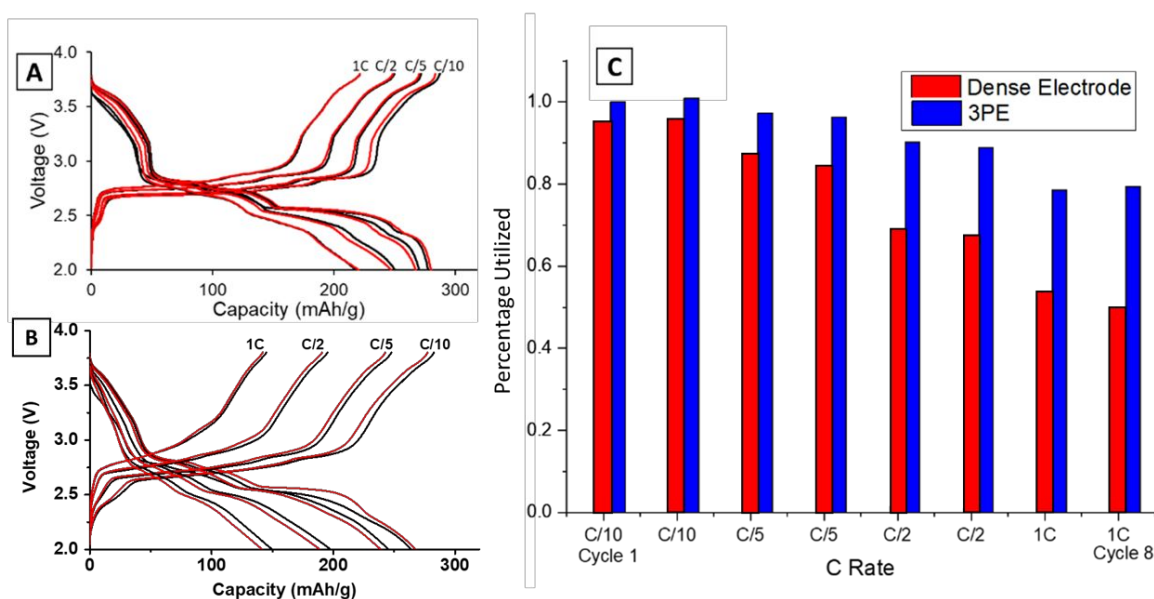 A
1C C/2 C/5 C/10
4.0
3.5
3.0
2.5
2.0
Voltage (V)
0 100 200 300
Capacity (mAh/g)
B
1C C/2 C/5 C/10
4.0
3.5
3.0
2.5
2.0
Voltage (V)
0 100 200 300
Capacity (mAh/g)
C
Dense Electrode
3PE
1.0
0.8
0.6
0.4
0.2
0.0
Percentage Utilized
C/10 C/10 C/5 C/5 C/2 C/2 1C 1C
Cycle 1 Cycle 8
C Rate